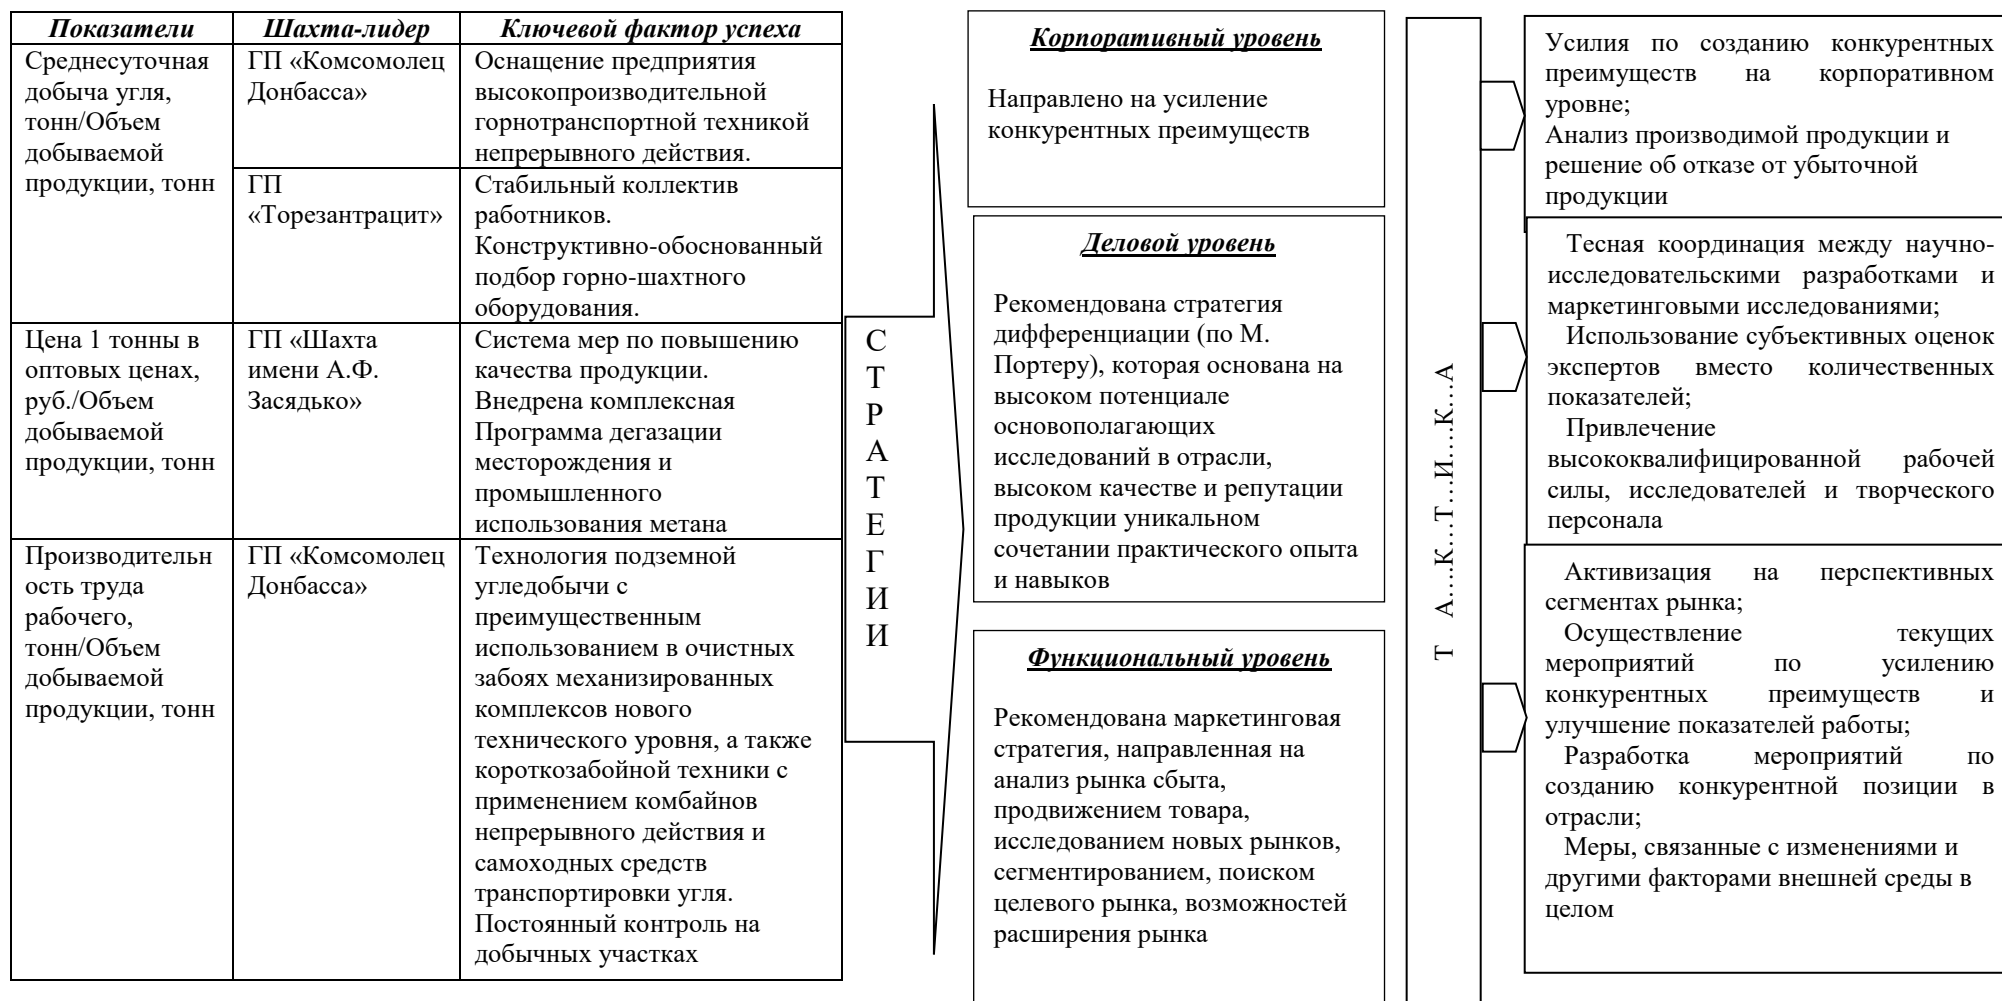 Показатели
Шахта-лидер
Ключевой фактор успеха
Среднесуточная
добыча угля,
тонн/Объем
добываемой
продукции, тонн
ГП «Комсомолец
Донбасса»
Оснащение предприятия
высокопроизводительной
горнотранспортной техникой
непрерывного действия.
ГП
«Торезантрацит»
Стабильный коллектив
работников.
Конструктивно-обоснованный
подбор горно-шахтного
оборудования.
Цена 1 тонны в
оптовых ценах,
руб./Объем
добываемой
продукции, тонн
ГП «Шахта
имени А.Ф.
Засядько»
Система мер по повышению
качества продукции.
Внедрена комплексная
Программа дегазации
месторождения и
промышленного
использования метана
Производительн
ость труда
рабочего,
тонн/Объем
добываемой
продукции, тонн
ГП «Комсомолец
Донбасса»
Технология подземной
угледобычи с
преимущественным
использованием в очистных
забоях механизированных
комплексов нового
технического уровня, а также
короткозабойной техники с
применением комбайнов
непрерывного действия и
самоходных средств
транспортировки угля.
Постоянный контроль на
добычных участках
С
Т
Р
А
Т
Е
Г
И
И
Корпоративный уровень
Направлено на усиление
конкурентных преимуществ
Деловой уровень
Рекомендована стратегия
дифференциации (по М.
Портеру), которая основана на
высоком потенциале
основополагающих
исследований в отрасли,
высоком качестве и репутации
продукции уникальном
сочетании практического опыта
и навыков
Функциональный уровень
Рекомендована маркетинговая
стратегия, направленная на
анализ рынка сбыта,
продвижением товара,
исследованием новых рынков,
сегментированием, поиском
целевого рынка, возможностей
расширения рынка
Т А…К…Т…И…К…А
Усилия по созданию конкурентных
преимуществ на корпоративном
уровне;
Анализ производимой продукции и
решение об отказе от убыточной
продукции
Тесная координация между научно-
исследовательскими разработками и
маркетинговыми исследованиями;
Использование субъективных оценок
экспертов вместо количественных
показателей;
Привлечение
высококвалифицированной рабочей
силы, исследователей и творческого
персонала
Активизация на перспективных
сегментах рынка;
Осуществление текущих
мероприятий по усилению
конкурентных преимуществ и
улучшение показателей работы;
Разработка мероприятий по
созданию конкурентной позиции в
отрасли;
Меры, связанные с изменениями и
другими факторами внешней среды в
целом